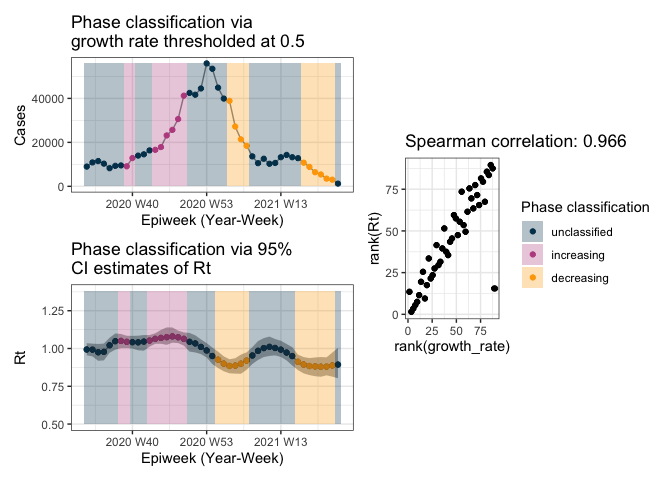 Phase classification via
growth rate thresholded at 0.5
Cases
40000
20000
0
2020 W40
2020 W53
2021 W13
Epiweek (Year-Week)
Phase classification via 95%
CI estimates of Rt
Rt
1.25
1.00
0.75
0.50
2020 W40
2020 W53
2021 W13
Epiweek (Year-Week)
Spearman correlation: 0.966
rank(Rt)
75
50
25
0
0
25
50
75
rank(growth_rate)
Phase classification
unclassified
increasing
decreasing